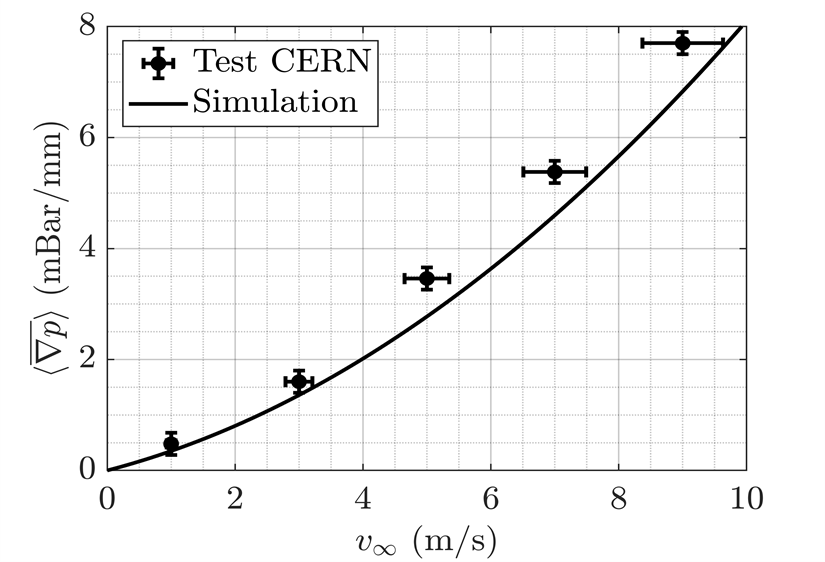 8
6
4
2
0
0 2 4 6 8 10
⟨∇p⟩ (mBar/mm)
v∞ (m/s)
Test CERN
Simulation